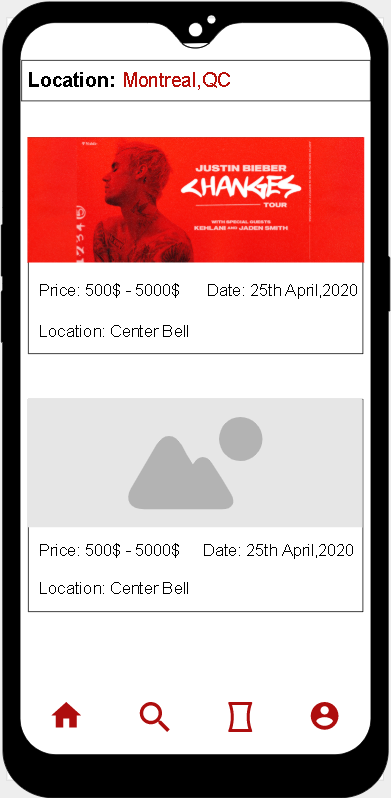 Location: Montreal,QC
JUSTIN BIEBER
CHANGES
TOUR
WITH SPECIAL GUESTS
KEHLANI AND JADEN SMITH
Price: 500$ - 5000$ Date: 25th April,2020
Location: Center Bell
Price: 500$ - 5000$ Date: 25th April,2020
Location: Center Bell